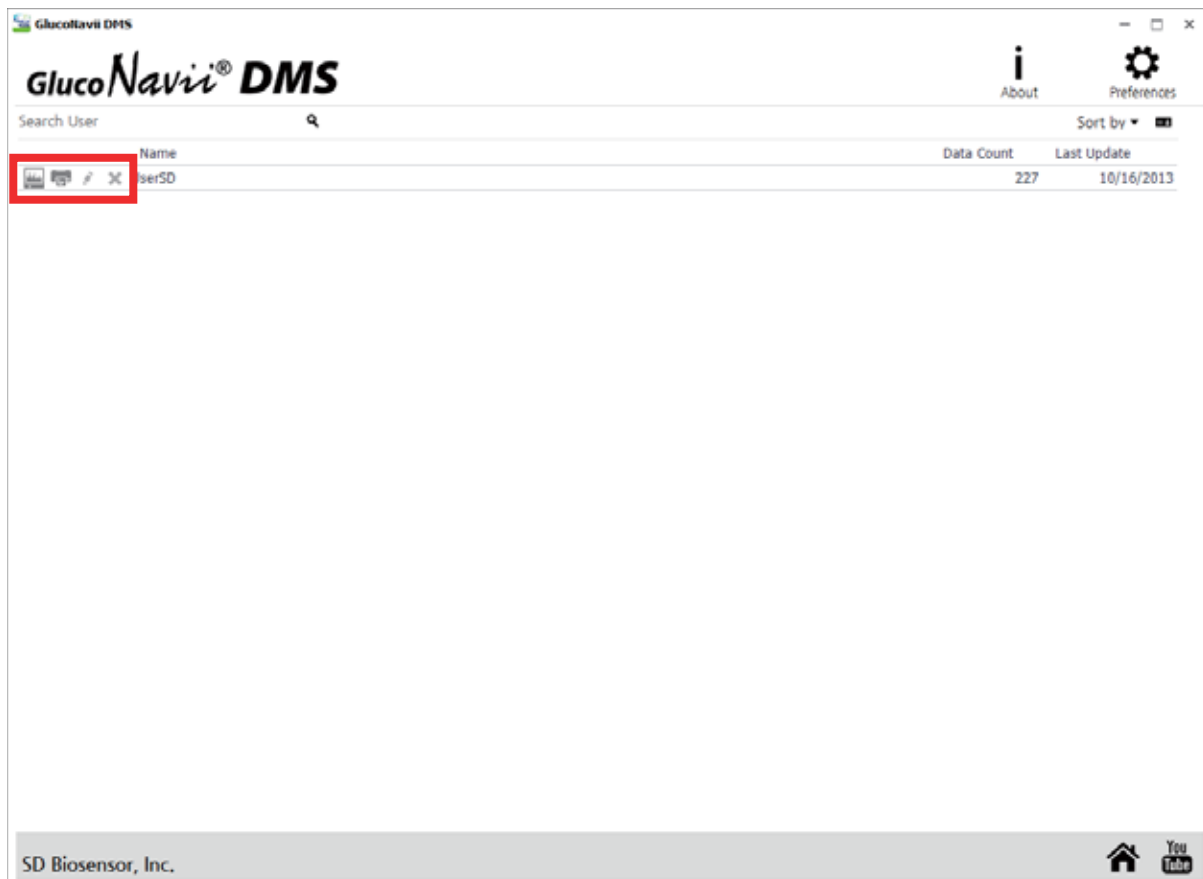 GlucoNavii DMS
GlucoNavii® DMS
About
Preferences
Search User
Sort by
Name Data Count Last Update
UserSD 227 10/16/2013
SD Biosensor, Inc.
You Tube